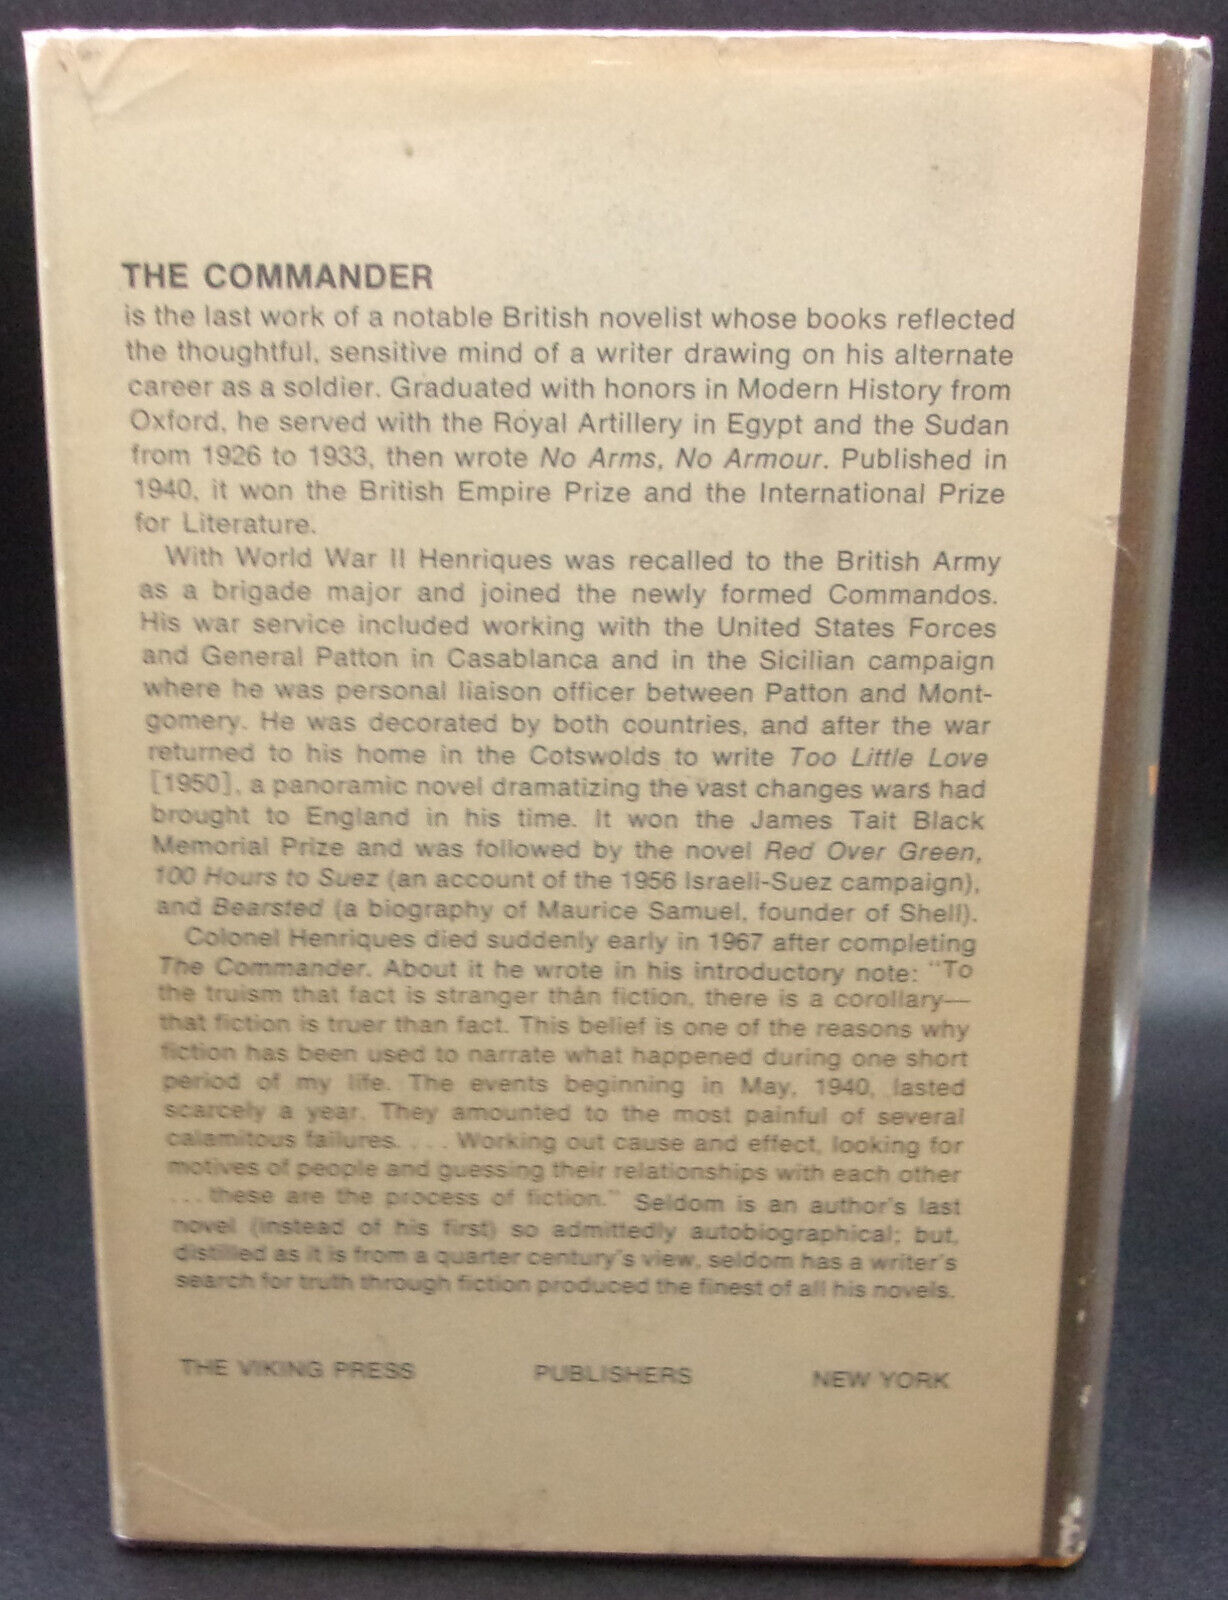 THE COMMANDER
is the last work of a notable British novelist whose books reflected
the thoughtful, sensitive mind of a writer drawing on his alternate
career as a soldier. Graduated with honors in Modern History from
Oxford, he served with the Royal Artillery in Egypt and the Sudan
from 1926 to 1933, then wrote No Arms, No Armour. Published in
1940, it won the British Empire Prize and the International Prize
for Literature.
With World War II Henriques was recalled to the British Army
as a brigade major and joined the newly formed Commandos.
His war service included working with the United States Forces
and General Patton in Casablanca and in the Sicilian campaign
where he was personal liaison officer between Patton and Mont-
gomery. He was decorated by both countries, and after the war
returned to his home in the Cotswolds to write Too Little Love
[1950], a panoramic novel dramatizing the vast changes wars had
brought to England in his time. It won the James Tait Black
Memorial Prize and was followed by the novel Red Over Green,
100 Hours to Suez (an account of the 1956 Israeli-Suez campaign),
and Bearsted (a biography of Maurice Samuel, founder of Shell).
Colonel Henriques died suddenly early in 1967 after completing
The Commander. About it he wrote in his introductory note: "To
the truism that fact is stranger than fiction, there is a corollary—
that fiction is truer than fact. This belief is one of the reasons why
fiction has been used to narrate what happened during one short
period of my life. The events beginning in May, 1940, lasted
scarcely a year. They amounted to the most painful of several
calamitous failures. . . . Working out cause and effect, looking for
motives of people and guessing their relationships with each other
. . . these are the process of fiction." Seldom is an author's last
novel (instead of his first) so admittedly autobiographical; but,
distilled as it is from a quarter century's view, seldom has a writer's
search for truth through fiction produced the finest of all his novels.
THE VIKING PRESS PUBLISHERS NEW YORK